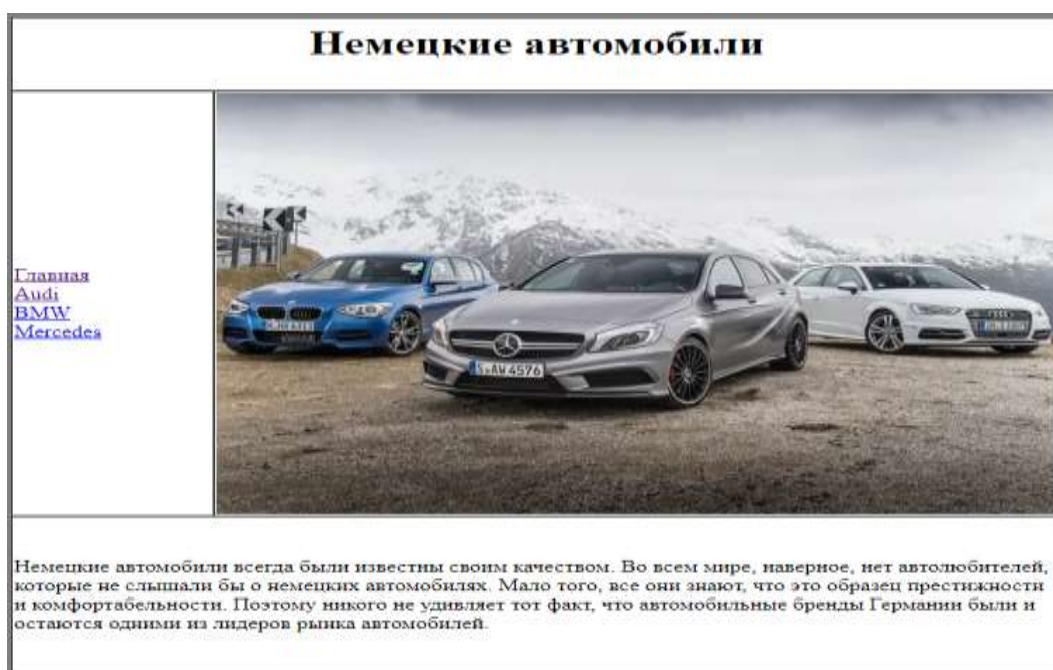 Немецкие автомобили
Главная
Audi
BMW
Mercedes
S·AW 4576
Немецкие автомобили всегда были известны своим качеством. Во всем мире, наверное, нет автолюбителей,
которые не слышали бы о немецких автомобилях. Мало того, все они знают, что это образец престижности
и комфортабельности. Поэтому никого не удивляет тот факт, что автомобильные бренды Германии были и
остаются одними из лидеров рынка автомобилей.